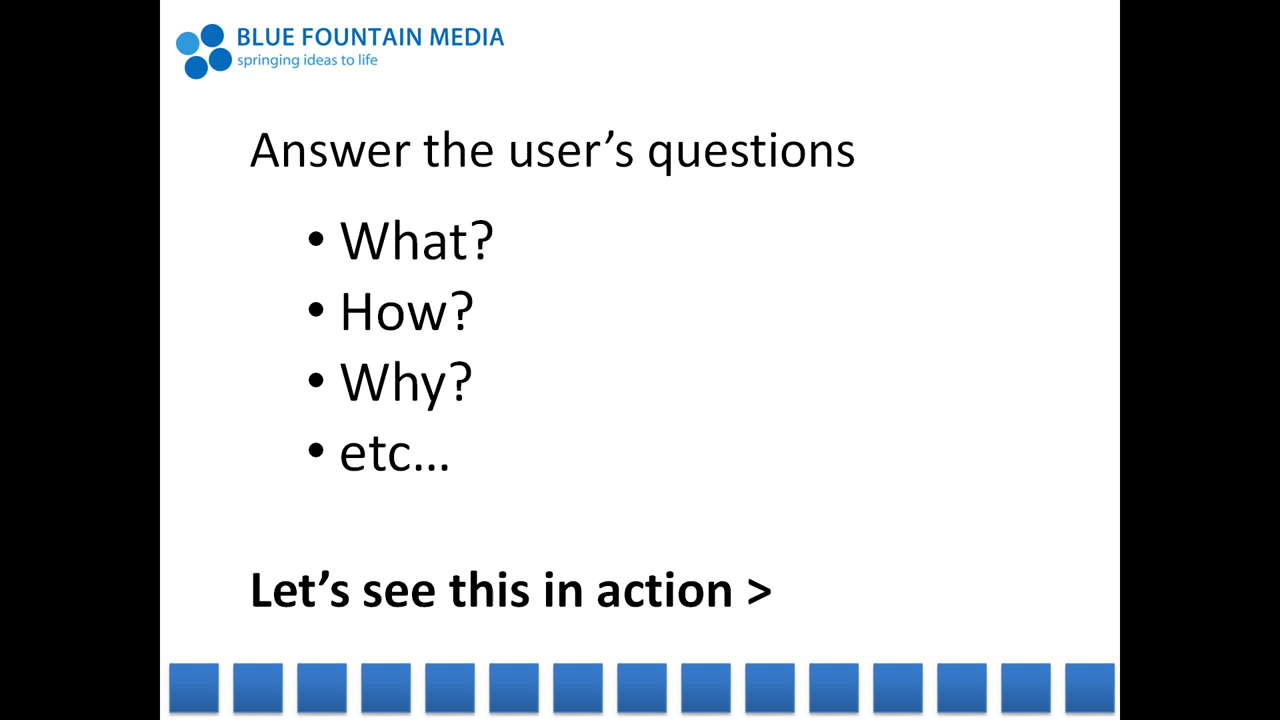 BLUE FOUNTAIN MEDIA
springing ideas to life
Answer the user’s questions
• What?
• How?
• Why?
• etc…
Let’s see this in action >